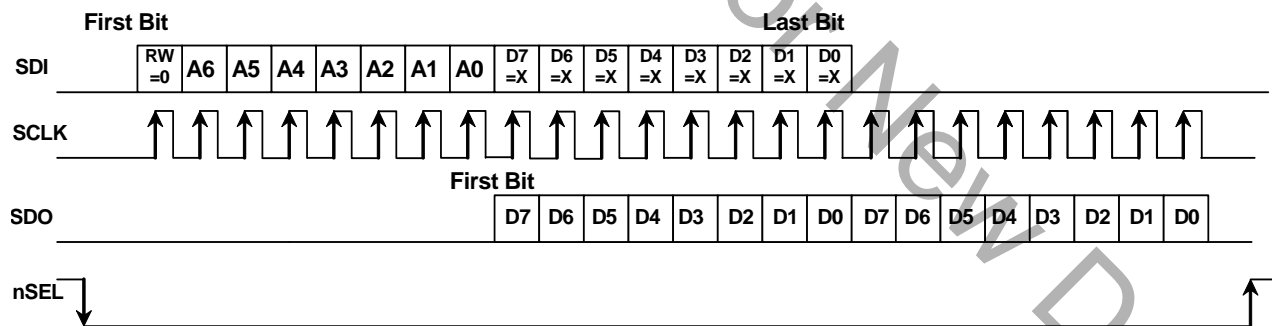 First Bit Last Bit
SDI RW =0 A6 A5 A4 A3 A2 A1 A0 D7 =X D6 =X D5 =X D4 =X D3 =X D2 =X D1 =X D0 =X
SCLK
First Bit
SDO D7 D6 D5 D4 D3 D2 D1 D0 D7 D6 D5 D4 D3 D2 D1 D0
nSEL
or New D